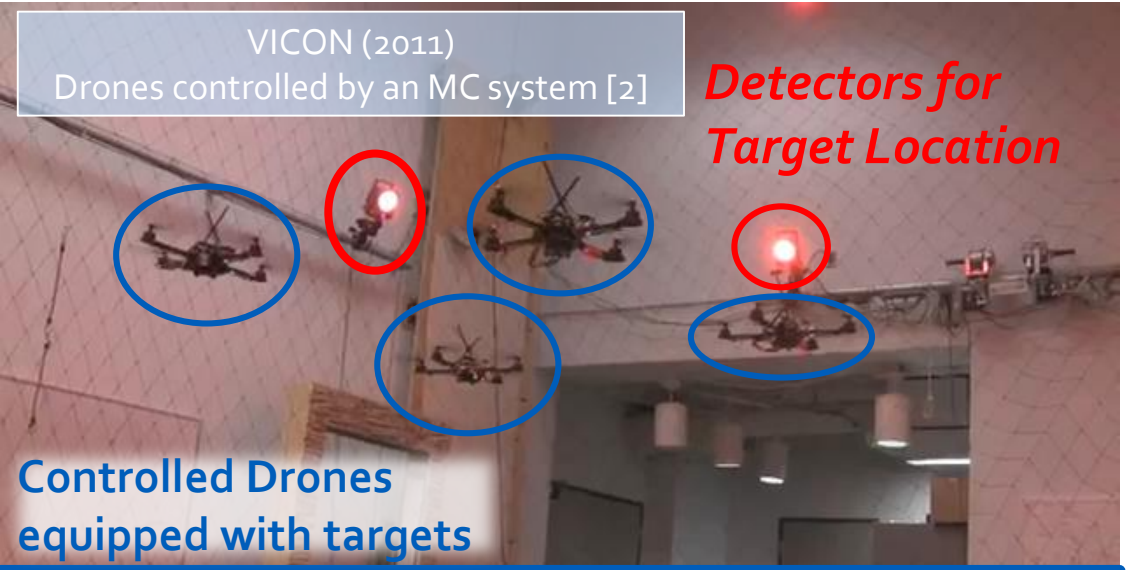 VICON (2011)
Drones controlled by an MC system [2]
Detectors for
Target Location
Controlled Drones
equipped with targets